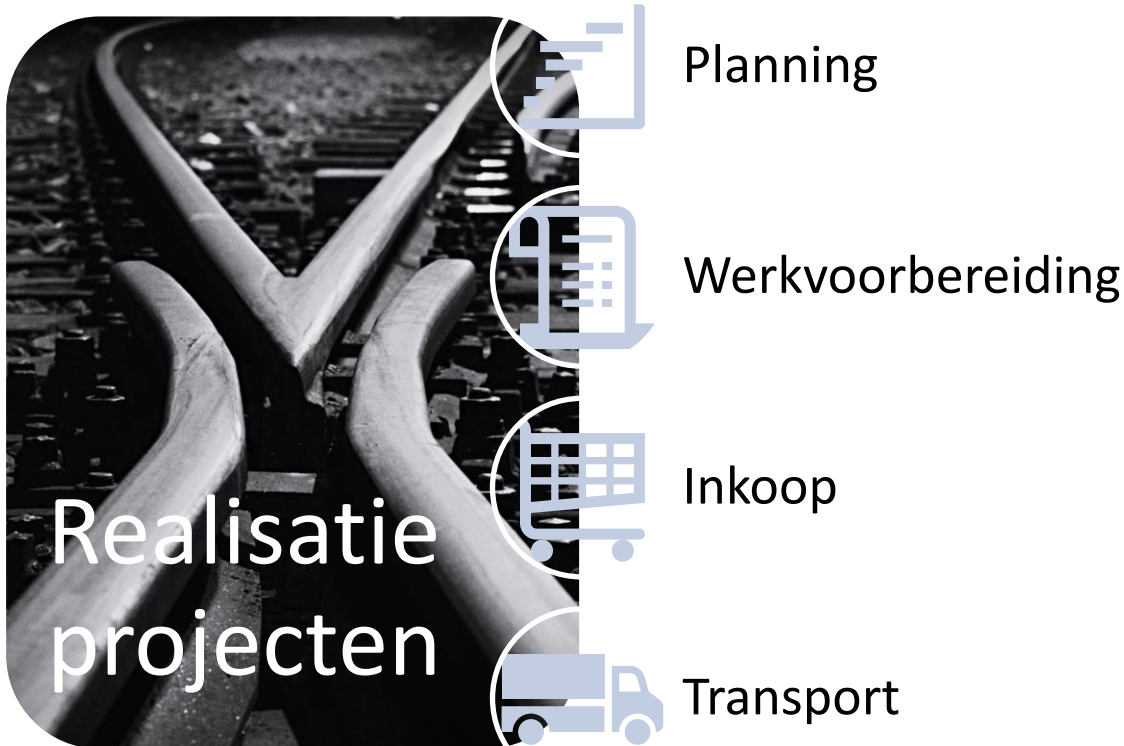 Realisatie
projecten
Planning
Werkvoorbereiding
Inkoop
Transport